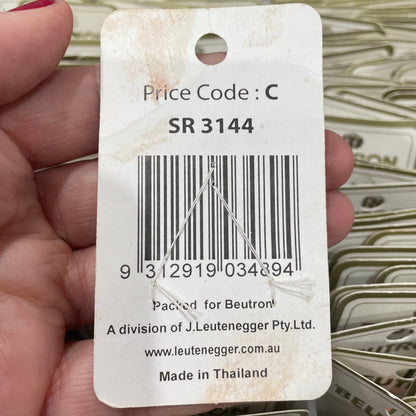 Price Code : C
SR 3144
9 312919 034894
Packed for Beutron
A division of J.Leutenegger Pty.Ltd.
www.leutenegger.com.au
Made in Thailand